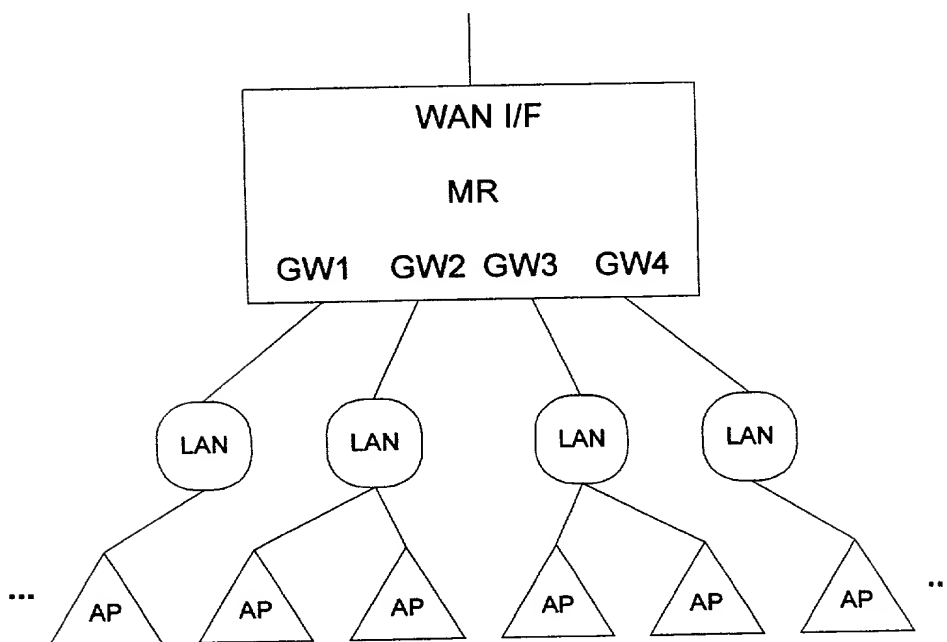 WAN I/F
MR
GW1 GW2 GW3 GW4
LAN LAN LAN LAN
... AP AP AP AP AP AP ..